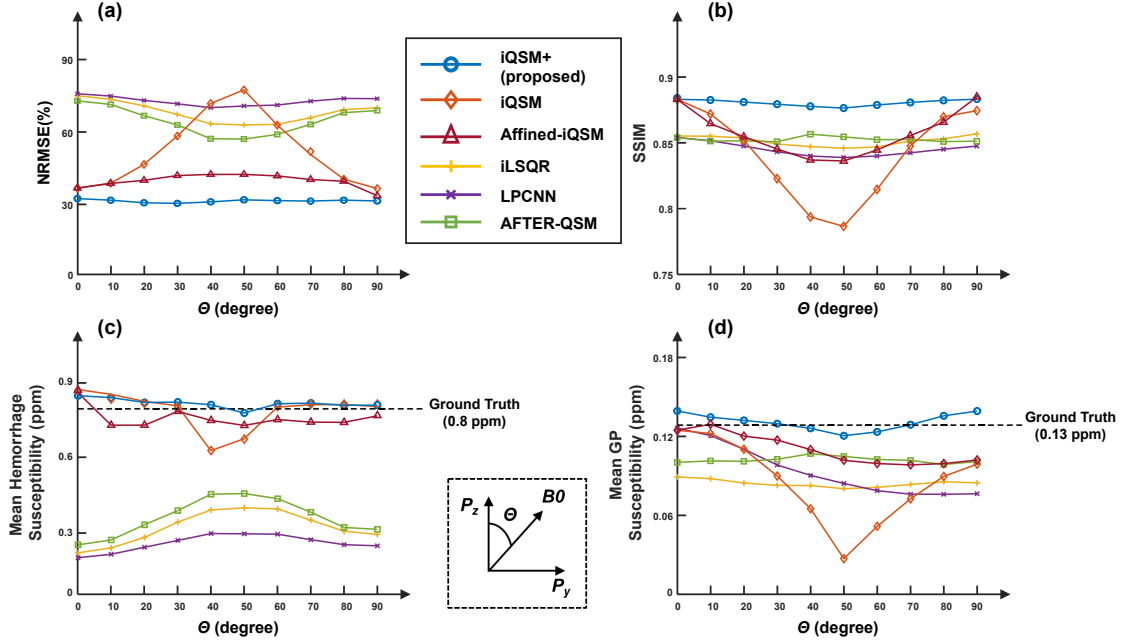 (a)
NRMSE(%)
90
60
30
0
0 10 20 30 40 50 60 70 80 90
Θ (degree)
iQSM+
(proposed)
iQSM
Affined-iQSM
iLSQR
LPCNN
AFTER-QSM
(b)
SSIM
0.9
0.85
0.8
0.75
0 10 20 30 40 50 60 70 80 90
Θ (degree)
(c)
Mean Hemorrhage
Susceptibility (ppm)
0.9
0.6
0.3
0
0 10 20 30 40 50 60 70 80 90
Θ (degree)
Ground Truth
(0.8 ppm)
Pz
Θ
B0
Py
(d)
Mean GP
Susceptibility (ppm)
0.18
0.12
0.06
0
0 10 20 30 40 50 60 70 80 90
Θ (degree)
Ground Truth
(0.13 ppm)